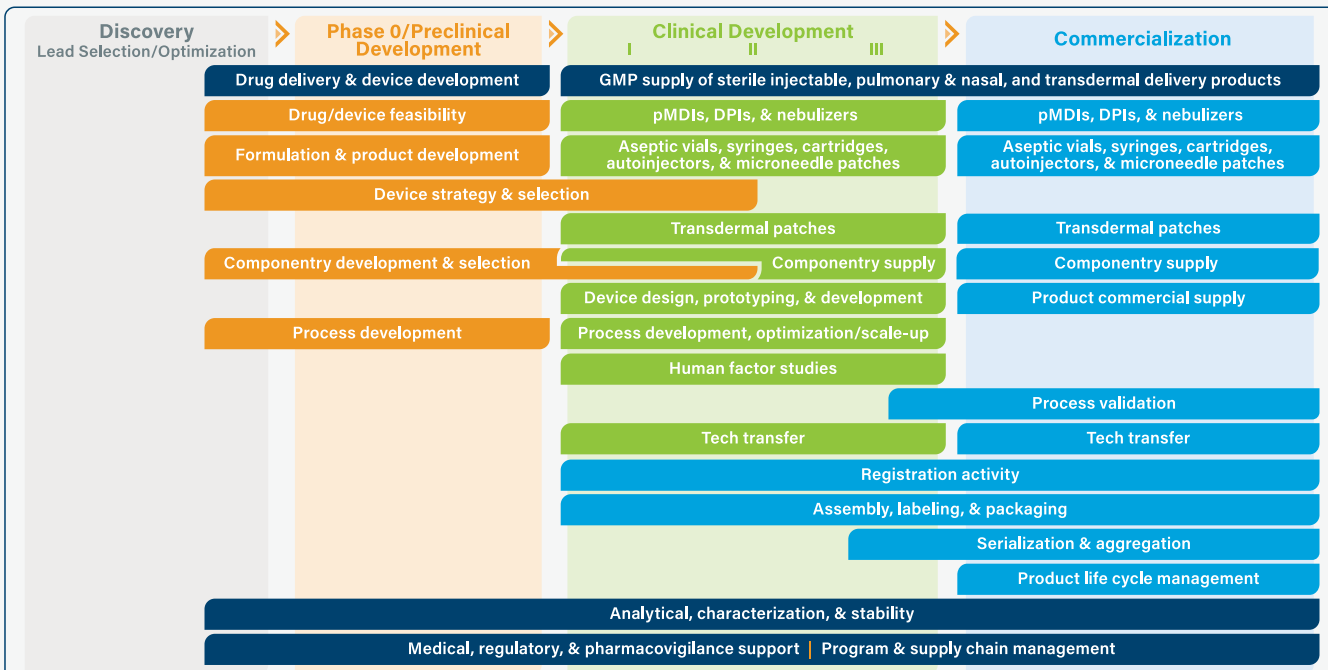 Discovery
Lead Selection/Optimization
Phase 0/Preclinical
Development
Clinical Development
I II III
Commercialization
Drug delivery & device development
GMP supply of sterile injectable, pulmonary & nasal, and transdermal delivery products
Drug/device feasibility
pMDIs, DPIs, & nebulizers
pMDIs, DPIs, & nebulizers
Formulation & product development
Aseptic vials, syringes, cartridges,
autoinjectors, & microneedle patches
Aseptic vials, syringes, cartridges,
autoinjectors, & microneedle patches
Device strategy & selection
Transdermal patches
Transdermal patches
Componentry development & selection
Componentry supply
Componentry supply
Device design, prototyping, & development
Product commercial supply
Process development
Process development, optimization/scale-up
Human factor studies
Process validation
Tech transfer
Tech transfer
Registration activity
Assembly, labeling, & packaging
Serialization & aggregation
Product life cycle management
Analytical, characterization, & stability
Medical, regulatory, & pharmacovigilance support | Program & supply chain management